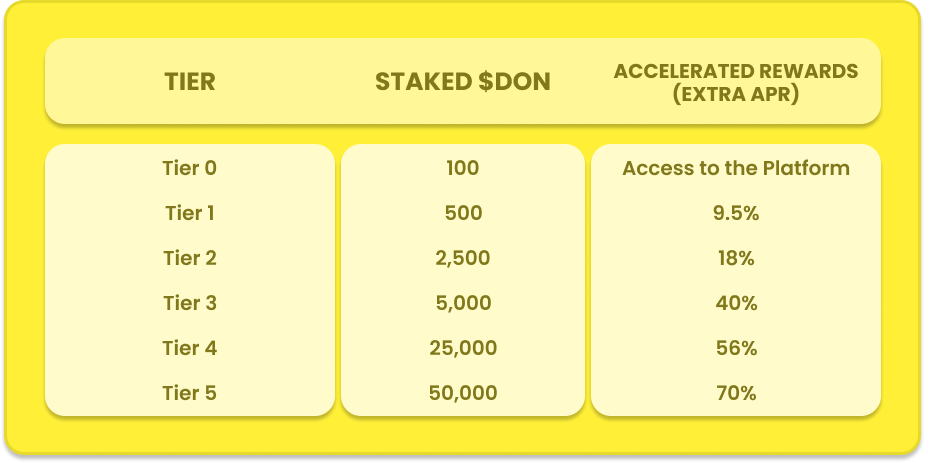 TIER STAKED $DON ACCELERATED REWARDS
(EXTRA APR)
Tier 0 100 Access to the Platform
Tier 1 500 9.5%
Tier 2 2,500 18%
Tier 3 5,000 40%
Tier 4 25,000 56%
Tier 5 50,000 70%